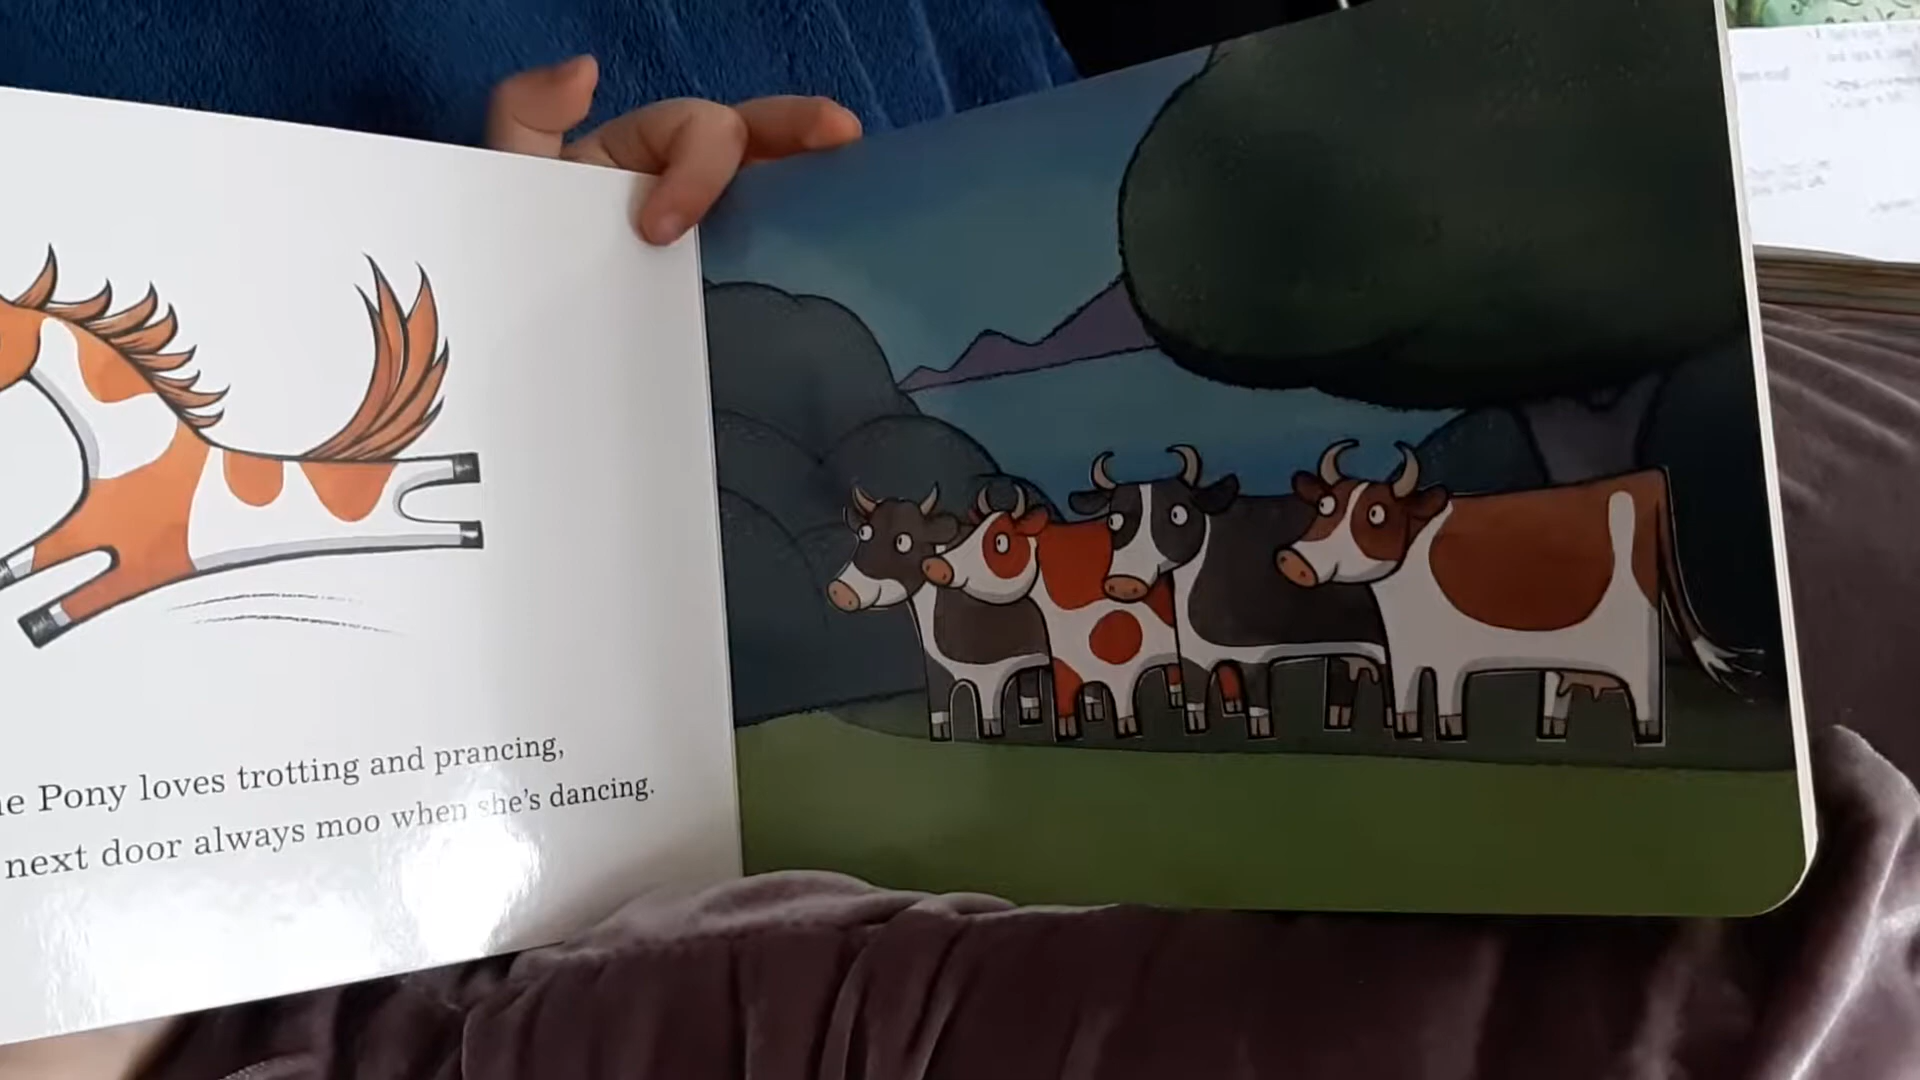 Pony loves trotting and prancing,
next door always moo when she's dancing.